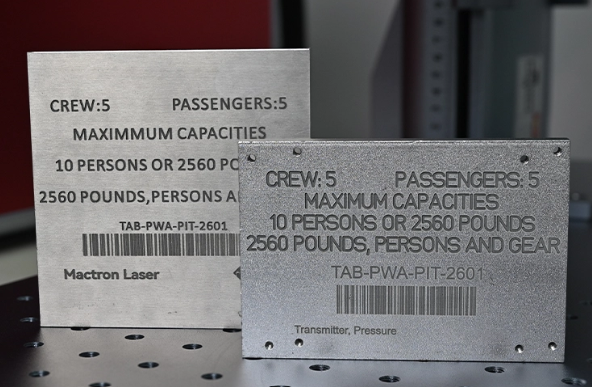 CREW:5 PASSENGERS:5
MAXIMMUM CAPACITIES
10 PERSONS OR 2560
2560 POUNDS,PERSONS
TAB-PWA-PIT-2601
Mactron Laser
CREW: 5 PASSENGERS: 5
MAXIMUM CAPACITIES
10 PERSONS OR 2560 POUNDS
2560 POUNDS, PERSONS AND GEAR
TAB-PWA-PIT-2601
Transmitter, Pressure